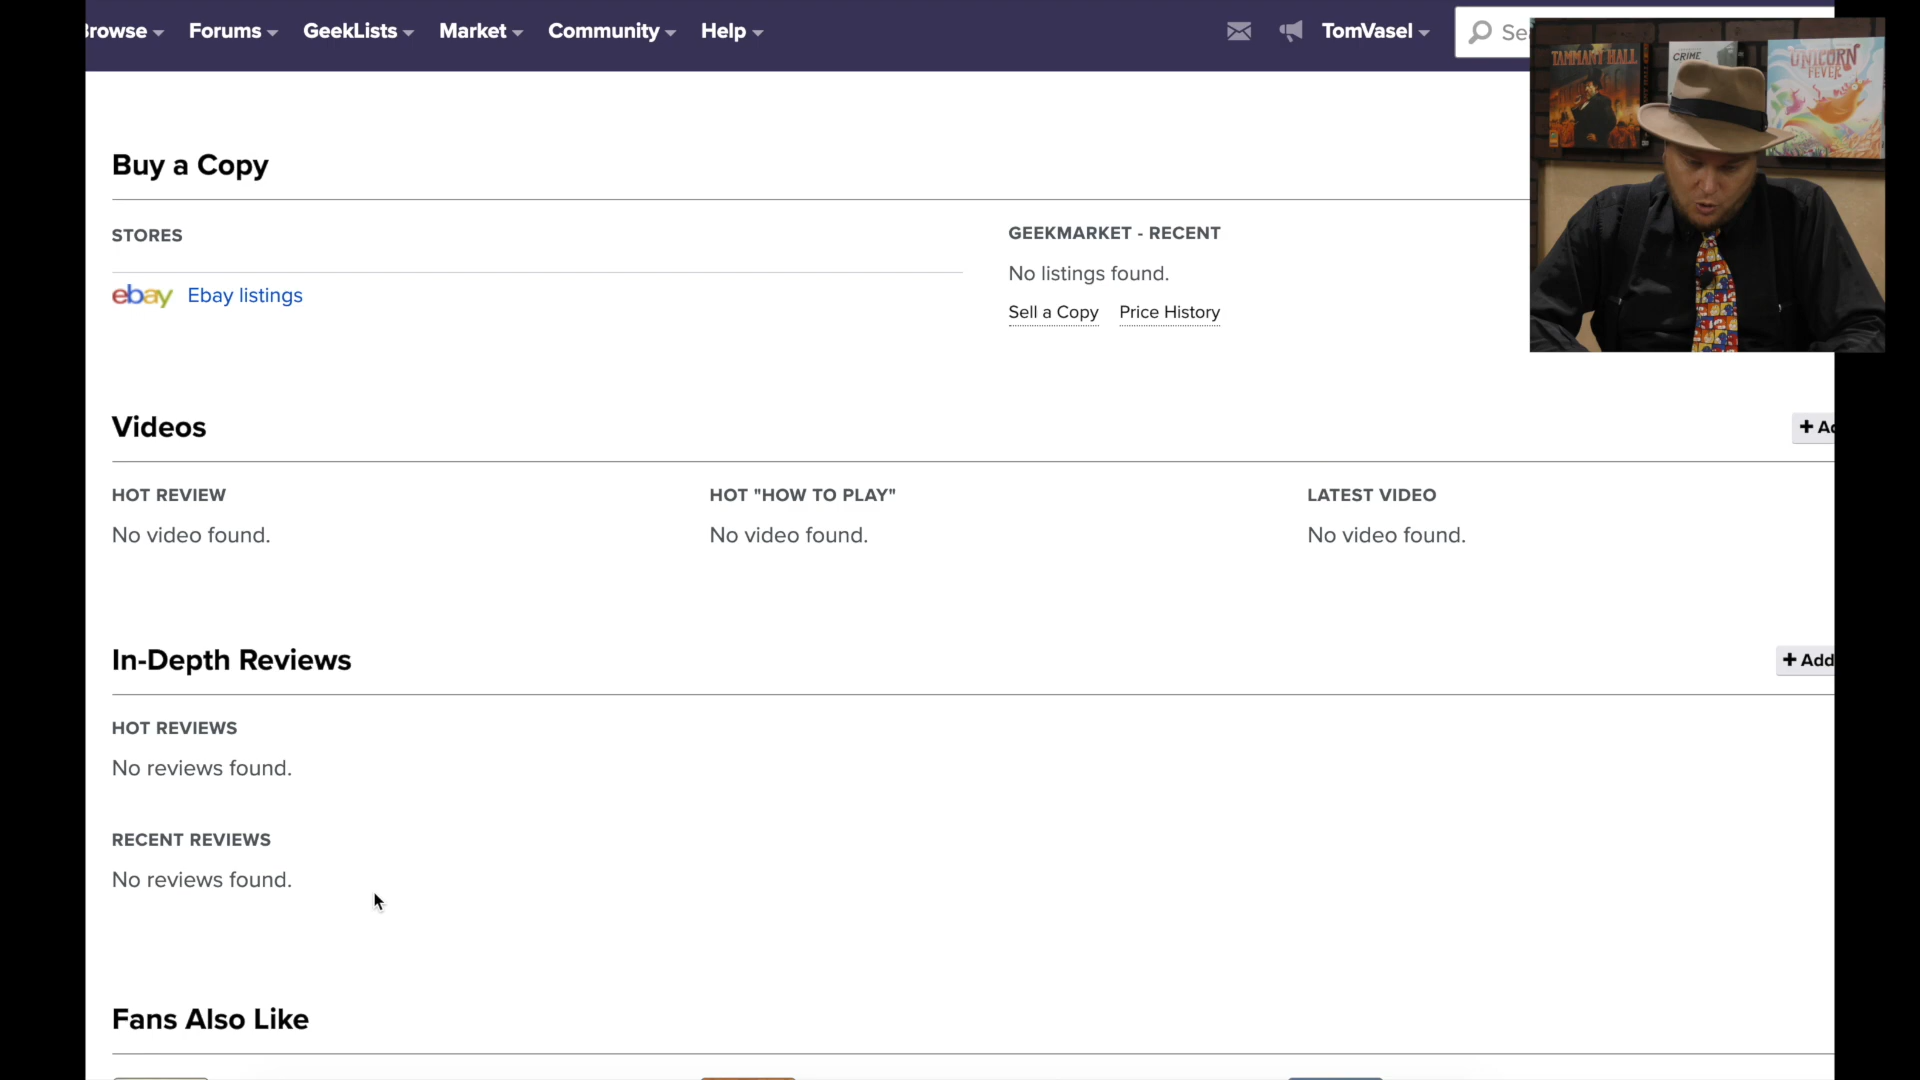 Browse Forums GeekLists Market Community Help TomVasel Se
TAMMANY HALL
CRIME
UNICORN
FEVER
Buy a Copy
STORES
GEEKMARKET - RECENT
No listings found.
ebay Ebay listings
Sell a Copy Price History
Videos
+ Ad
HOT REVIEW HOT "HOW TO PLAY" LATEST VIDEO
No video found. No video found. No video found.
In-Depth Reviews
+ Add
HOT REVIEWS
No reviews found.
RECENT REVIEWS
No reviews found.
Fans Also Like